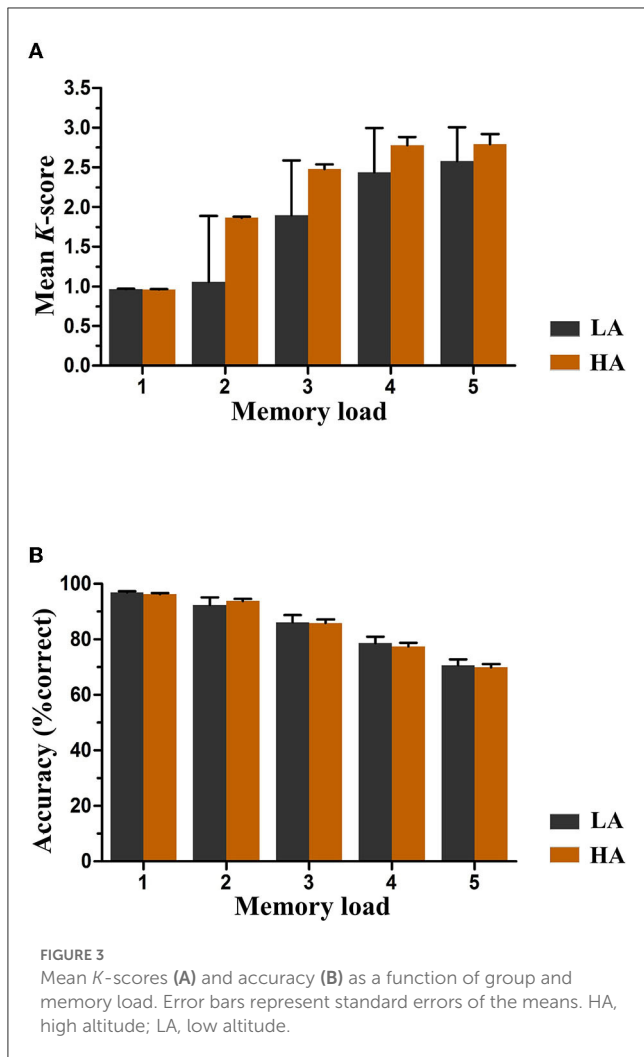 A
3.5
3.0
2.5
2.0
1.5
1.0
0.5
0.0
Mean K-score
1 2 3 4 5
Memory load
LA
HA
B
100
80
60
40
20
0
Accuracy (%correct)
1 2 3 4 5
Memory load
LA
HA
FIGURE 3
Mean K-scores (A) and accuracy (B) as a function of group and
memory load. Error bars represent standard errors of the means. HA,
high altitude; LA, low altitude.